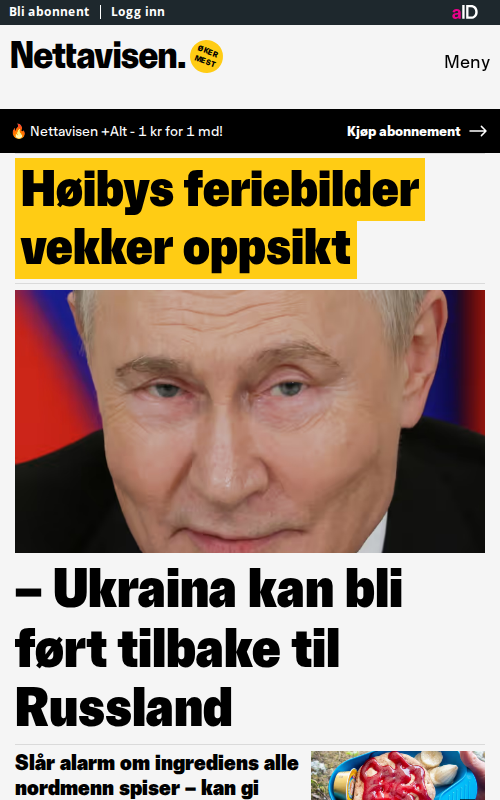 Bli abonnent | Logg inn
aID
Nettavisen.
ØKER
MEST
Meny
🔥 Nettavisen +Alt - 1 kr for 1 md!
Kjøp abonnement →
Høibys feriebilder
vekker oppsikt
– Ukraina kan bli
ført tilbake til
Russland
Slår alarm om ingrediens alle
nordmenn spiser – kan gi